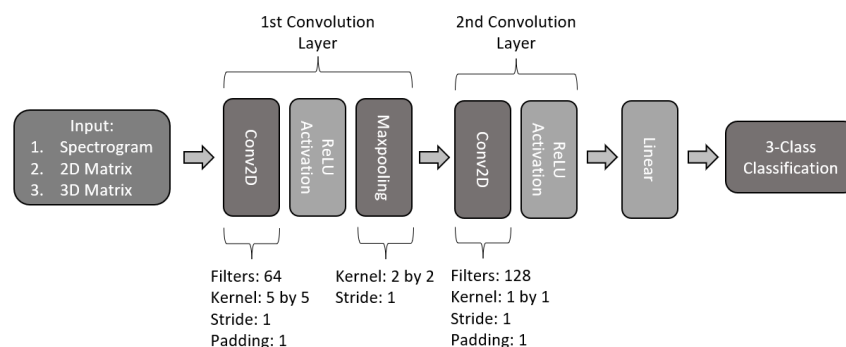 1st Convolution
Layer
2nd Convolution
Layer
Input:
1. Spectrogram
2. 2D Matrix
3. 3D Matrix
Conv2D
ReLU
Activation
Maxpooling
Conv2D
ReLU
Activation
Linear
3-Class
Classification
Filters: 64
Kernel: 5 by 5
Stride: 1
Padding: 1
Kernel: 2 by 2
Stride: 1
Filters: 128
Kernel: 1 by 1
Stride: 1
Padding: 1